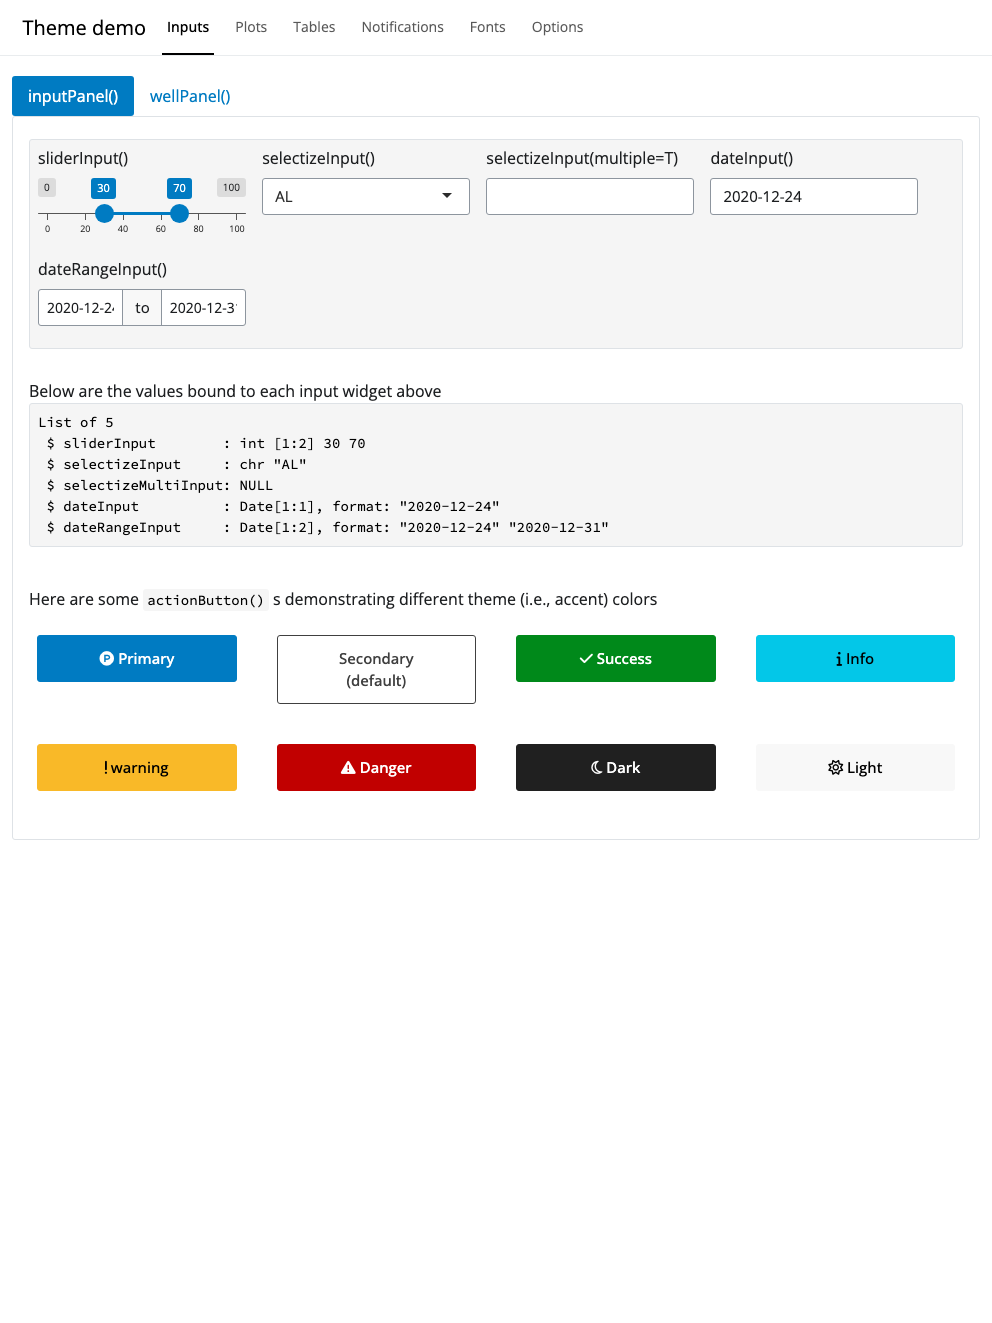 Theme demo Inputs Plots Tables Notifications Fonts Options
inputPanel() wellPanel()
sliderInput() selectizeInput() selectizeInput(multiple=T) dateInput()
0 30 70 100
AL 2020-12-24
0 20 40 60 80 100
dateRangeInput()
2020-12-24 to 2020-12-31
Below are the values bound to each input widget above
List of 5
$ sliderInput : int [1:2] 30 70
$ selectizeInput : chr "AL"
$ selectizeMultiInput: NULL
$ dateInput : Date[1:1], format: "2020-12-24"
$ dateRangeInput : Date[1:2], format: "2020-12-24" "2020-12-31"
Here are some actionButton() s demonstrating different theme (i.e., accent) colors
Primary Secondary Success Info
(default)
warning Danger Dark Light